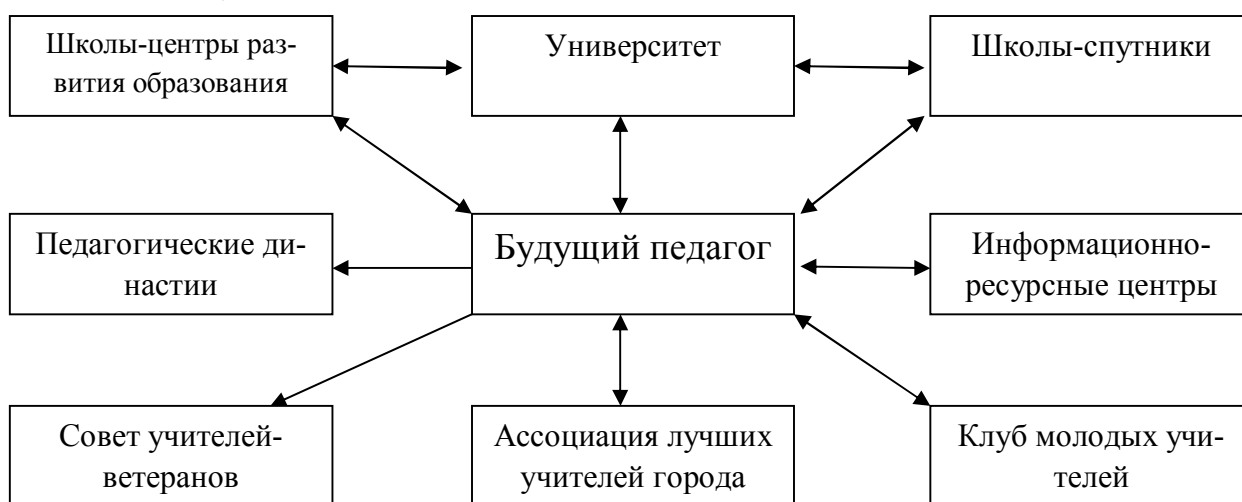 Школы-центры раз-
вития образования
Университет
Школы-спутники
Педагогические ди-
настии
Будущий педагог
Информационно-
ресурсные центры
Совет учителей-
ветеранов
Ассоциация лучших
учителей города
Клуб молодых учи-
телей